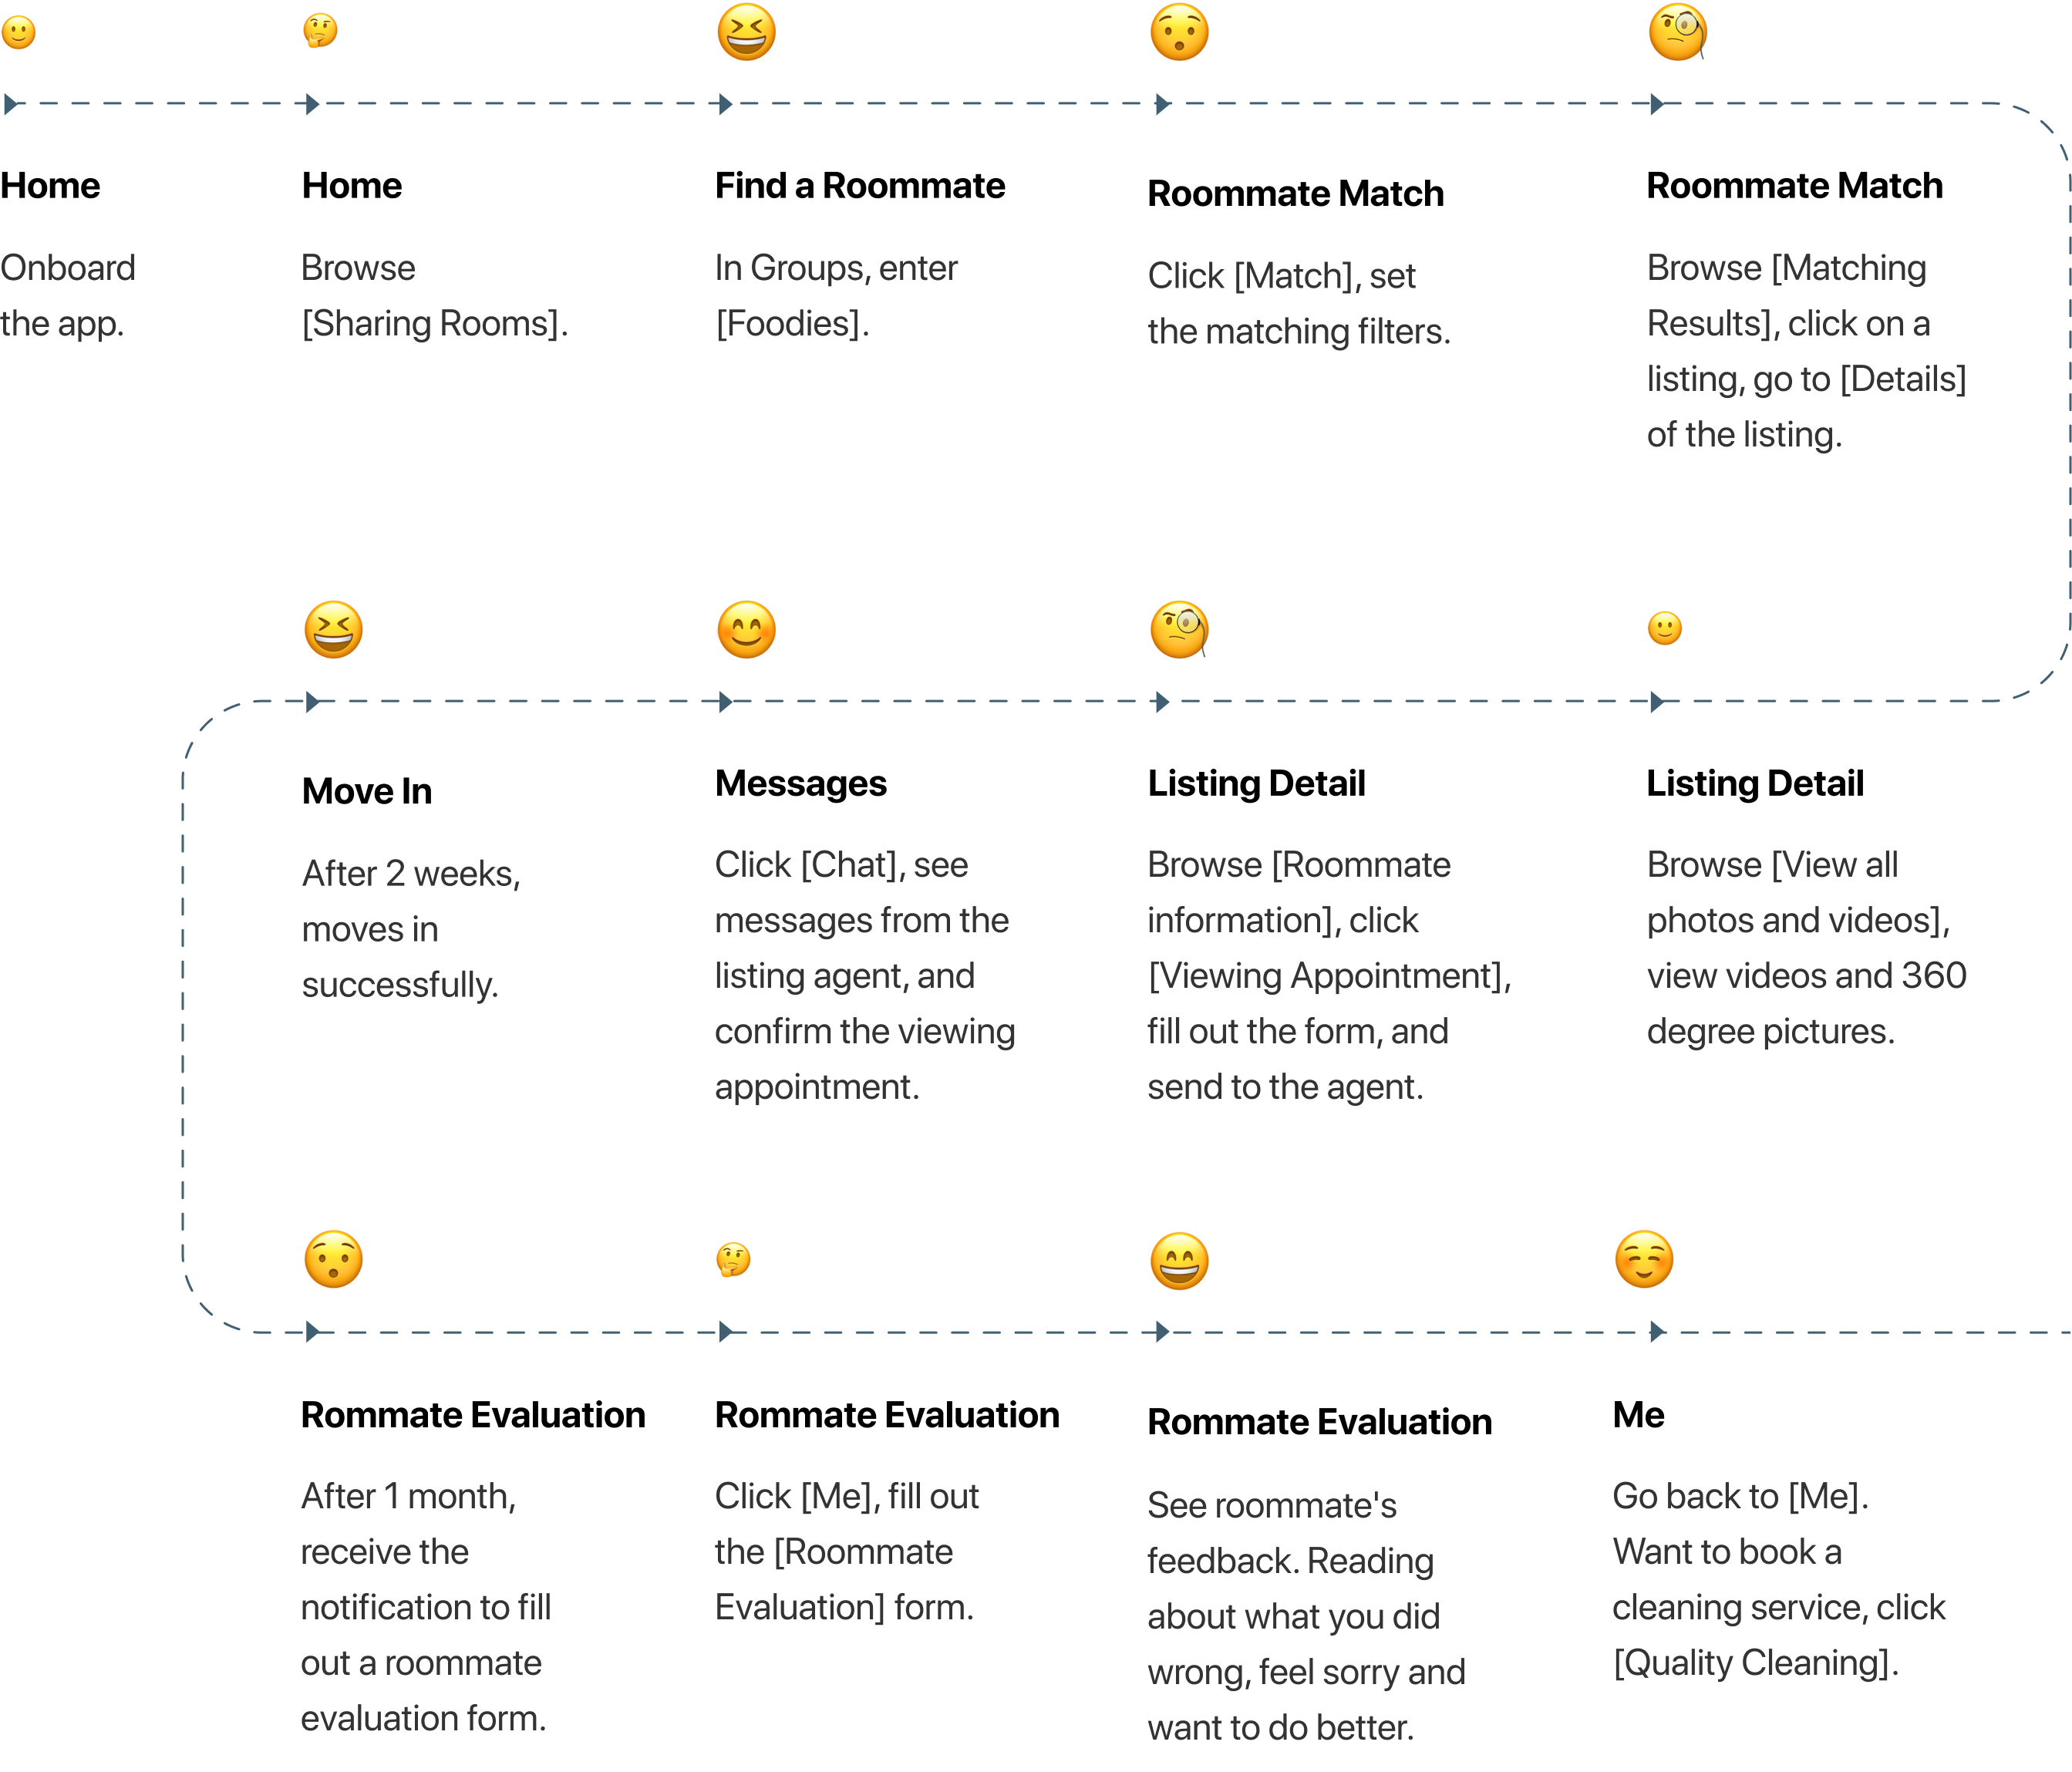 Home
Onboard
the app.
Home
Browse
[Sharing Rooms].
Find a Roommate
In Groups, enter
[Foodies].
Roommate Match
Click [Match], set
the matching filters.
Roommate Match
Browse [Matching
Results], click on a
listing, go to [Details]
of the listing.
Move In
After 2 weeks,
moves in
successfully.
Messages
Click [Chat], see
messages from the
listing agent, and
confirm the viewing
appointment.
Listing Detail
Browse [Roommate
information], click
[Viewing Appointment],
fill out the form, and
send to the agent.
Listing Detail
Browse [View all
photos and videos],
view videos and 360
degree pictures.
Rommate Evaluation
After 1 month,
receive the
notification to fill
out a roommate
evaluation form.
Rommate Evaluation
Click [Me], fill out
the [Roommate
Evaluation] form.
Rommate Evaluation
See roommate's
feedback. Reading
about what you did
wrong, feel sorry and
want to do better.
Me
Go back to [Me].
Want to book a
cleaning service, click
[Quality Cleaning].